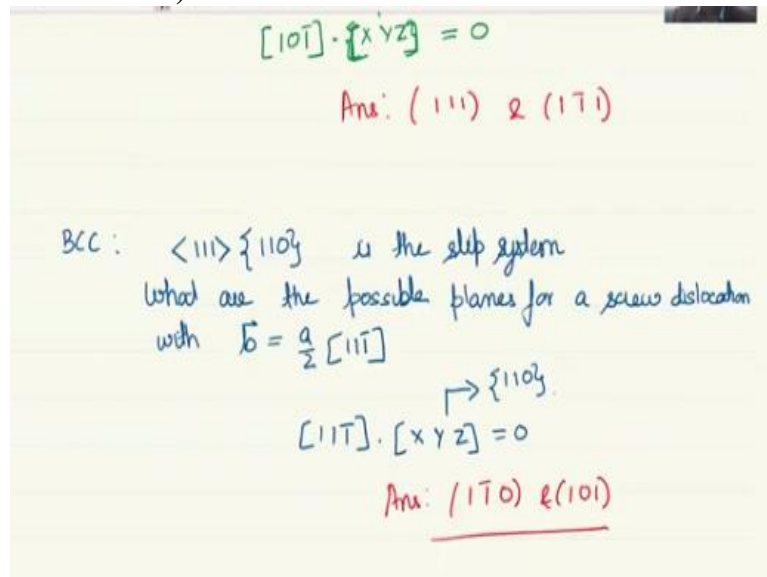 [101̄]·{X Y Z} = 0
Ans: (111) & (11̄1)
BCC: <111> {110} is the slip system
What are the possible planes for a screw dislocation
with b⃗ = a/2 [111̄]
↱ {110}
[111̄]·[X Y Z] = 0
Ans: (11̄0) & (101)